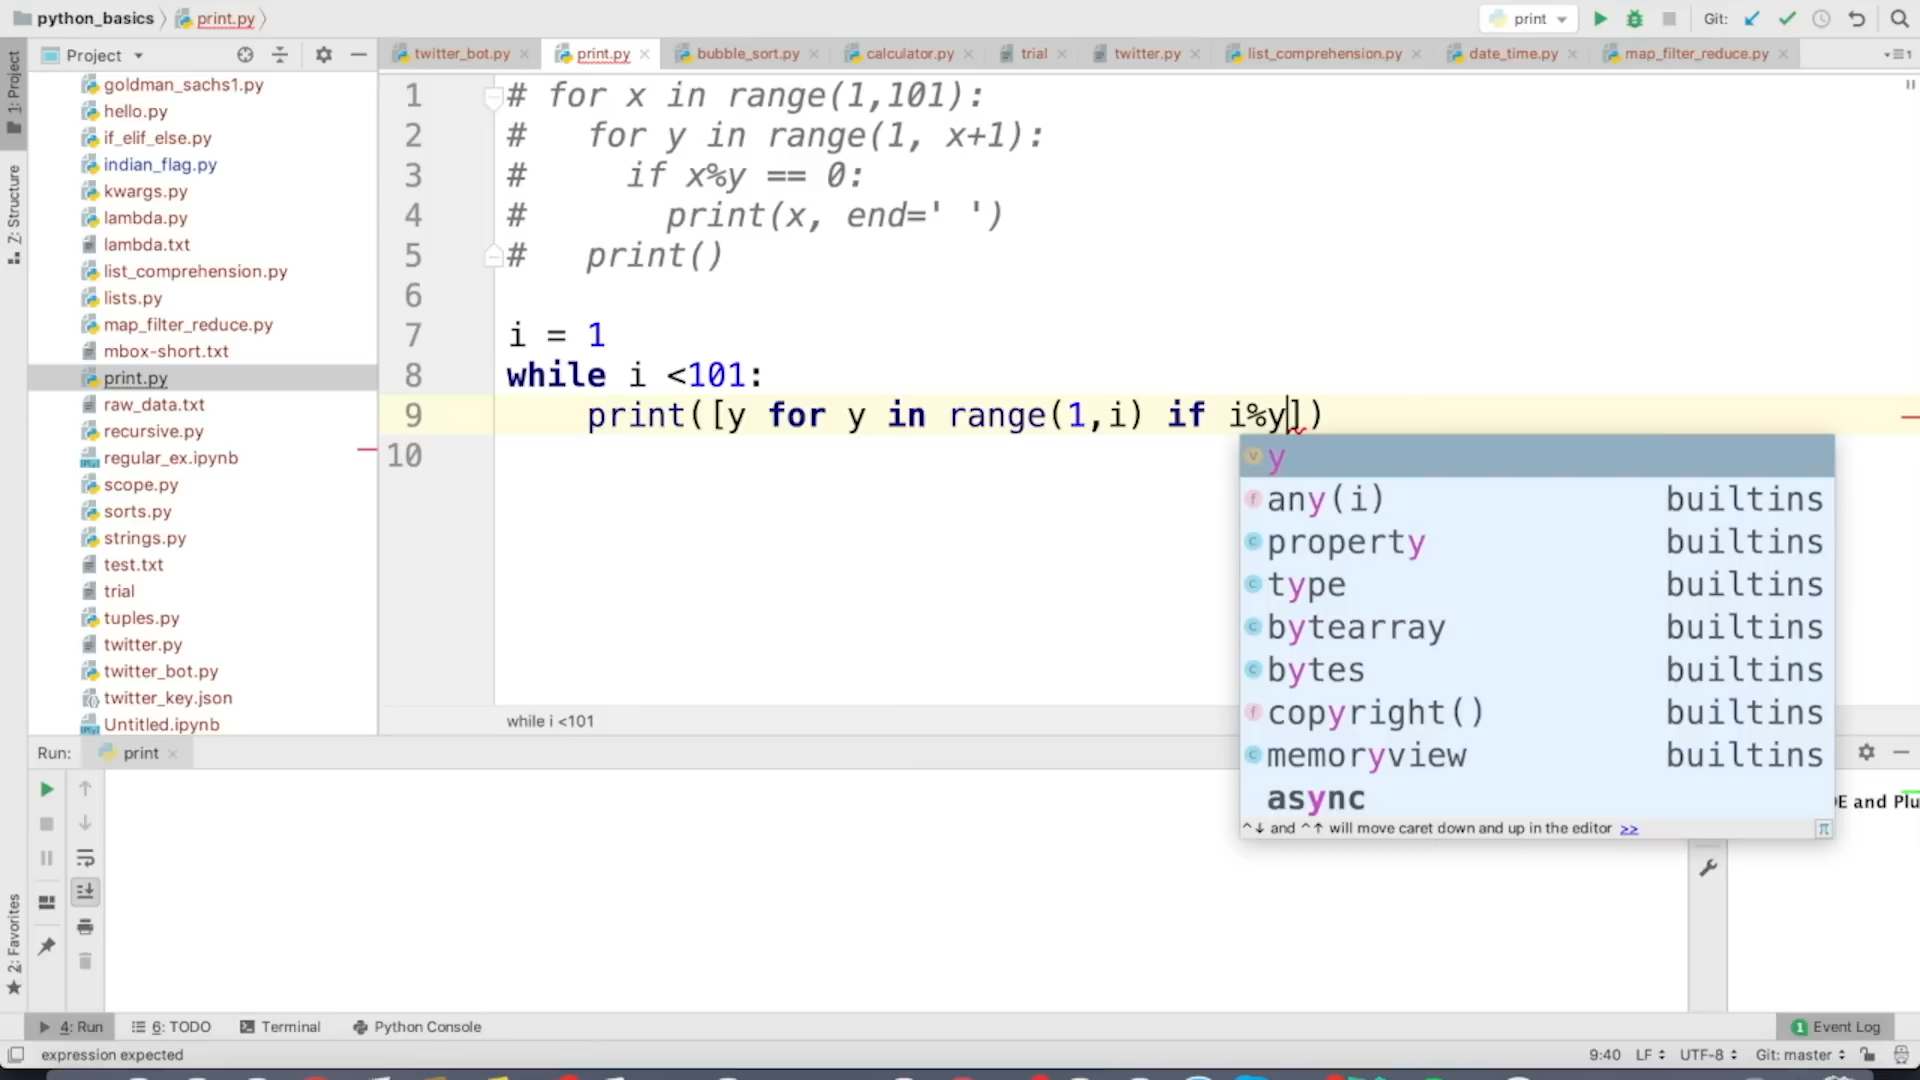 python_basics print.py print Git:
Project twitter_bot.py print.py bubble_sort.py calculator.py trial twitter.py list_comprehension.py date_time.py map_filter_reduce.py
1: Project
Z: Structure
2: Favorites
goldman_sachs1.py
hello.py
if_elif_else.py
indian_flag.py
kwargs.py
lambda.py
lambda.txt
list_comprehension.py
lists.py
map_filter_reduce.py
mbox-short.txt
print.py
raw_data.txt
recursive.py
regular_ex.ipynb
scope.py
sorts.py
strings.py
test.txt
trial
tuples.py
twitter.py
twitter_bot.py
twitter_key.json
Untitled.ipynb
1 # for x in range(1,101):
2 #   for y in range(1, x+1):
3 #     if x%y == 0:
4 #       print(x, end=' ')
5 #   print()
6
7 i = 1
8 while i <101:
9     print([y for y in range(1,i) if i%y])
10
y
any(i) builtins
property builtins
type builtins
bytearray builtins
bytes builtins
copyright() builtins
memoryview builtins
async
^↓ and ^↑ will move caret down and up in the editor >> π
while i <101
Run: print
E and Plu
4: Run 6: TODO Terminal Python Console 1 Event Log
expression expected 9:40 LF UTF-8 Git: master